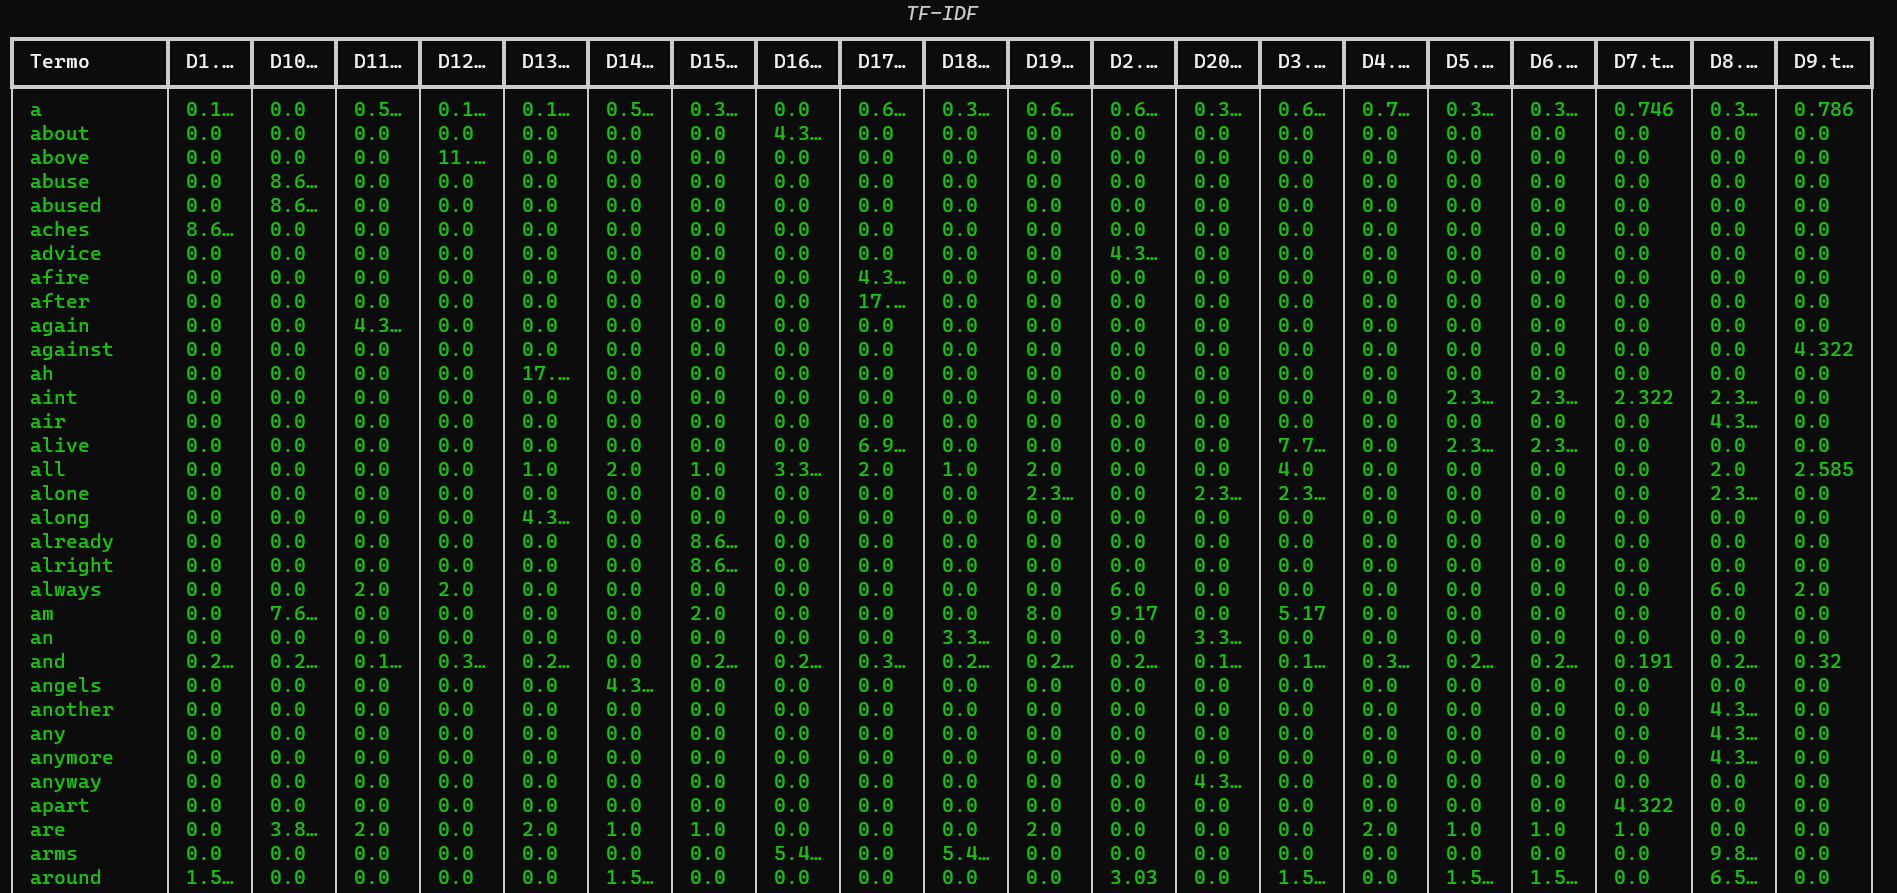 TF-IDF
Termo D1.… D10… D11… D12… D13… D14… D15… D16… D17… D18… D19… D2.… D20… D3.… D4.… D5.… D6.… D7.t… D8.… D9.t…
a 0.1… 0.0 0.5… 0.1… 0.1… 0.5… 0.3… 0.0 0.6… 0.3… 0.6… 0.6… 0.3… 0.6… 0.7… 0.3… 0.3… 0.746 0.3… 0.786
about 0.0 0.0 0.0 0.0 0.0 0.0 0.0 4.3… 0.0 0.0 0.0 0.0 0.0 0.0 0.0 0.0 0.0 0.0 0.0 0.0
above 0.0 0.0 0.0 11.… 0.0 0.0 0.0 0.0 0.0 0.0 0.0 0.0 0.0 0.0 0.0 0.0 0.0 0.0 0.0 0.0
abuse 0.0 8.6… 0.0 0.0 0.0 0.0 0.0 0.0 0.0 0.0 0.0 0.0 0.0 0.0 0.0 0.0 0.0 0.0 0.0 0.0
abused 0.0 8.6… 0.0 0.0 0.0 0.0 0.0 0.0 0.0 0.0 0.0 0.0 0.0 0.0 0.0 0.0 0.0 0.0 0.0 0.0
aches 8.6… 0.0 0.0 0.0 0.0 0.0 0.0 0.0 0.0 0.0 0.0 0.0 0.0 0.0 0.0 0.0 0.0 0.0 0.0 0.0
advice 0.0 0.0 0.0 0.0 0.0 0.0 0.0 0.0 0.0 0.0 0.0 4.3… 0.0 0.0 0.0 0.0 0.0 0.0 0.0 0.0
afire 0.0 0.0 0.0 0.0 0.0 0.0 0.0 0.0 4.3… 0.0 0.0 0.0 0.0 0.0 0.0 0.0 0.0 0.0 0.0 0.0
after 0.0 0.0 0.0 0.0 0.0 0.0 0.0 0.0 17.… 0.0 0.0 0.0 0.0 0.0 0.0 0.0 0.0 0.0 0.0 0.0
again 0.0 0.0 4.3… 0.0 0.0 0.0 0.0 0.0 0.0 0.0 0.0 0.0 0.0 0.0 0.0 0.0 0.0 0.0 0.0 0.0
against 0.0 0.0 0.0 0.0 0.0 0.0 0.0 0.0 0.0 0.0 0.0 0.0 0.0 0.0 0.0 0.0 0.0 0.0 0.0 4.322
ah 0.0 0.0 0.0 0.0 17.… 0.0 0.0 0.0 0.0 0.0 0.0 0.0 0.0 0.0 0.0 0.0 0.0 0.0 0.0 0.0
aint 0.0 0.0 0.0 0.0 0.0 0.0 0.0 0.0 0.0 0.0 0.0 0.0 0.0 0.0 0.0 2.3… 2.3… 2.322 2.3… 0.0
air 0.0 0.0 0.0 0.0 0.0 0.0 0.0 0.0 0.0 0.0 0.0 0.0 0.0 0.0 0.0 0.0 0.0 0.0 4.3… 0.0
alive 0.0 0.0 0.0 0.0 0.0 0.0 0.0 0.0 6.9… 0.0 0.0 0.0 0.0 7.7… 0.0 2.3… 2.3… 0.0 0.0 0.0
all 0.0 0.0 0.0 0.0 1.0 2.0 1.0 3.3… 2.0 1.0 2.0 0.0 0.0 4.0 0.0 0.0 0.0 0.0 2.0 2.585
alone 0.0 0.0 0.0 0.0 0.0 0.0 0.0 0.0 0.0 0.0 2.3… 0.0 2.3… 2.3… 0.0 0.0 0.0 0.0 2.3… 0.0
along 0.0 0.0 0.0 0.0 4.3… 0.0 0.0 0.0 0.0 0.0 0.0 0.0 0.0 0.0 0.0 0.0 0.0 0.0 0.0 0.0
already 0.0 0.0 0.0 0.0 0.0 0.0 8.6… 0.0 0.0 0.0 0.0 0.0 0.0 0.0 0.0 0.0 0.0 0.0 0.0 0.0
alright 0.0 0.0 0.0 0.0 0.0 0.0 8.6… 0.0 0.0 0.0 0.0 0.0 0.0 0.0 0.0 0.0 0.0 0.0 0.0 0.0
always 0.0 0.0 2.0 2.0 0.0 0.0 0.0 0.0 0.0 0.0 0.0 6.0 0.0 0.0 0.0 0.0 0.0 0.0 6.0 2.0
am 0.0 7.6… 0.0 0.0 0.0 0.0 2.0 0.0 0.0 0.0 8.0 9.17 0.0 5.17 0.0 0.0 0.0 0.0 0.0 0.0
an 0.0 0.0 0.0 0.0 0.0 0.0 0.0 0.0 0.0 3.3… 0.0 0.0 3.3… 0.0 0.0 0.0 0.0 0.0 0.0 0.0
and 0.2… 0.2… 0.1… 0.3… 0.2… 0.0 0.2… 0.2… 0.3… 0.2… 0.2… 0.2… 0.1… 0.1… 0.3… 0.2… 0.2… 0.191 0.2… 0.32
angels 0.0 0.0 0.0 0.0 0.0 4.3… 0.0 0.0 0.0 0.0 0.0 0.0 0.0 0.0 0.0 0.0 0.0 0.0 0.0 0.0
another 0.0 0.0 0.0 0.0 0.0 0.0 0.0 0.0 0.0 0.0 0.0 0.0 0.0 0.0 0.0 0.0 0.0 0.0 4.3… 0.0
any 0.0 0.0 0.0 0.0 0.0 0.0 0.0 0.0 0.0 0.0 0.0 0.0 0.0 0.0 0.0 0.0 0.0 0.0 4.3… 0.0
anymore 0.0 0.0 0.0 0.0 0.0 0.0 0.0 0.0 0.0 0.0 0.0 0.0 0.0 0.0 0.0 0.0 0.0 0.0 4.3… 0.0
anyway 0.0 0.0 0.0 0.0 0.0 0.0 0.0 0.0 0.0 0.0 0.0 0.0 4.3… 0.0 0.0 0.0 0.0 0.0 0.0 0.0
apart 0.0 0.0 0.0 0.0 0.0 0.0 0.0 0.0 0.0 0.0 0.0 0.0 0.0 0.0 0.0 0.0 0.0 4.322 0.0 0.0
are 0.0 3.8… 2.0 0.0 2.0 1.0 1.0 0.0 0.0 0.0 2.0 0.0 0.0 0.0 2.0 1.0 1.0 1.0 0.0 0.0
arms 0.0 0.0 0.0 0.0 0.0 0.0 0.0 5.4… 0.0 5.4… 0.0 0.0 0.0 0.0 0.0 0.0 0.0 0.0 9.8… 0.0
around 1.5… 0.0 0.0 0.0 0.0 1.5… 0.0 0.0 0.0 0.0 0.0 3.03 0.0 1.5… 0.0 1.5… 1.5… 0.0 6.5… 0.0